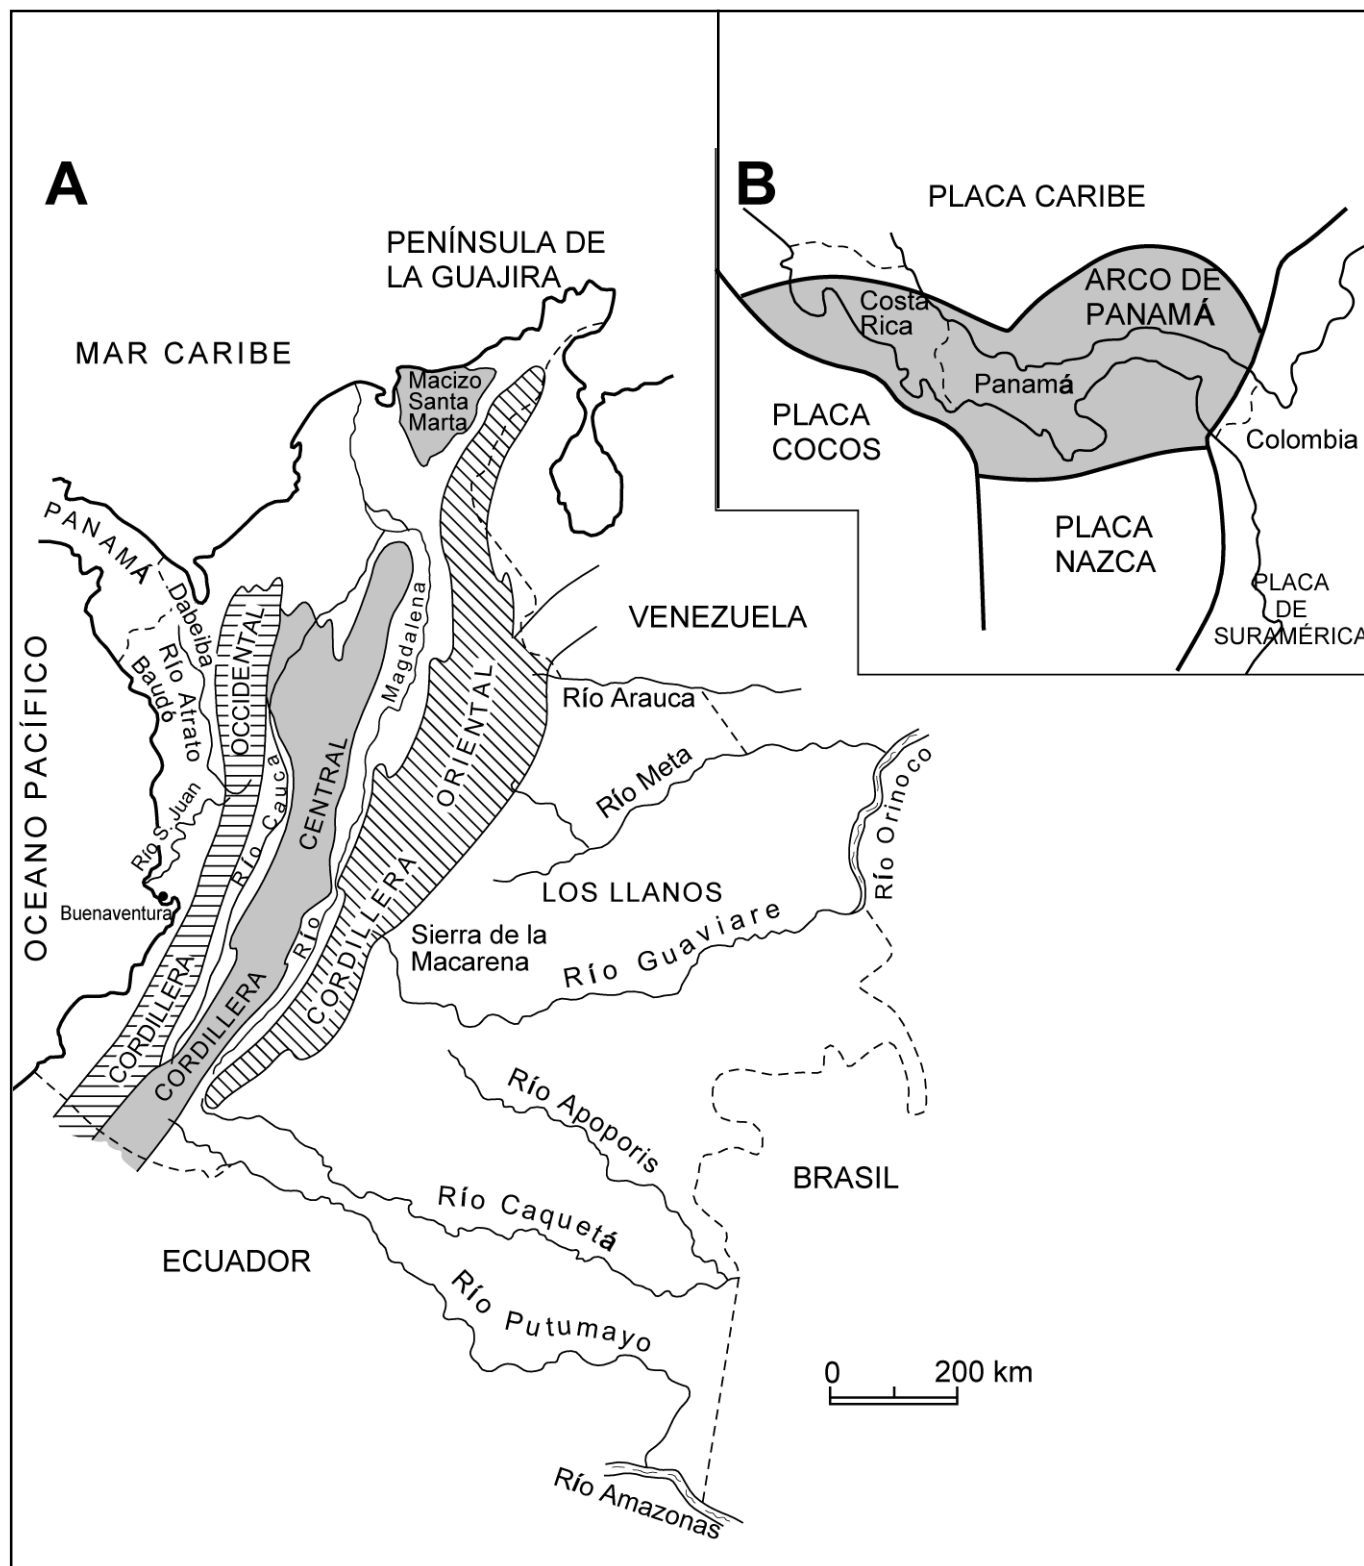 A
PENÍNSULA DE
LA GUAJIRA
MAR CARIBE
Macizo
Santa
Marta
PANAMÁ
Dabeiba
Río Atrato
Baudó
OCCIDENTAL
Magdalena
VENEZUELA
OCEANO PACÍFICO
ORIENTAL
Río Arauca
CENTRAL
Río Cauca
Río Meta
Río Orinoco
Río S. Juan
LOS LLANOS
Buenaventura
CORDILLERA
Río
Sierra de la
Macarena
Río Guaviare
CORDILLERA
CORDILLERA
Río Apoporis
BRASIL
Río Caquetá
ECUADOR
Río Putumayo
0 200 km
Río Amazonas
B
PLACA CARIBE
ARCO DE
PANAMÁ
Costa
Rica
Panamá
PLACA
COCOS
Colombia
PLACA
NAZCA
PLACA
DE
SURAMÉRICA